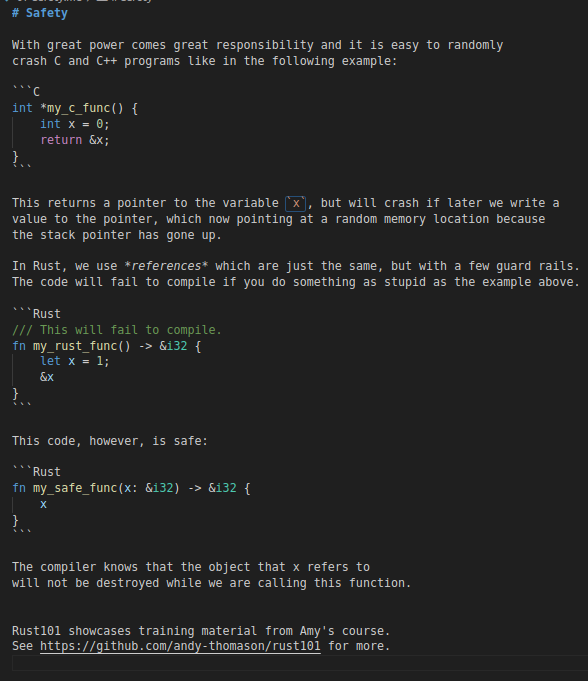 # Safety
With great power comes great responsibility and it is easy to randomly
crash C and C++ programs like in the following example:
```C
int *my_c_func() {
    int x = 0;
    return &x;
}
```
This returns a pointer to the variable `x`, but will crash if later we write a
value to the pointer, which now pointing at a random memory location because
the stack pointer has gone up.
In Rust, we use *references* which are just the same, but with a few guard rails.
The code will fail to compile if you do something as stupid as the example above.
```Rust
/// This will fail to compile.
fn my_rust_func() -> &i32 {
    let x = 1;
    &x
}
```
This code, however, is safe:
```Rust
fn my_safe_func(x: &i32) -> &i32 {
    x
}
```
The compiler knows that the object that x refers to
will not be destroyed while we are calling this function.
Rust101 showcases training material from Amy's course.
See https://github.com/andy-thomason/rust101 for more.